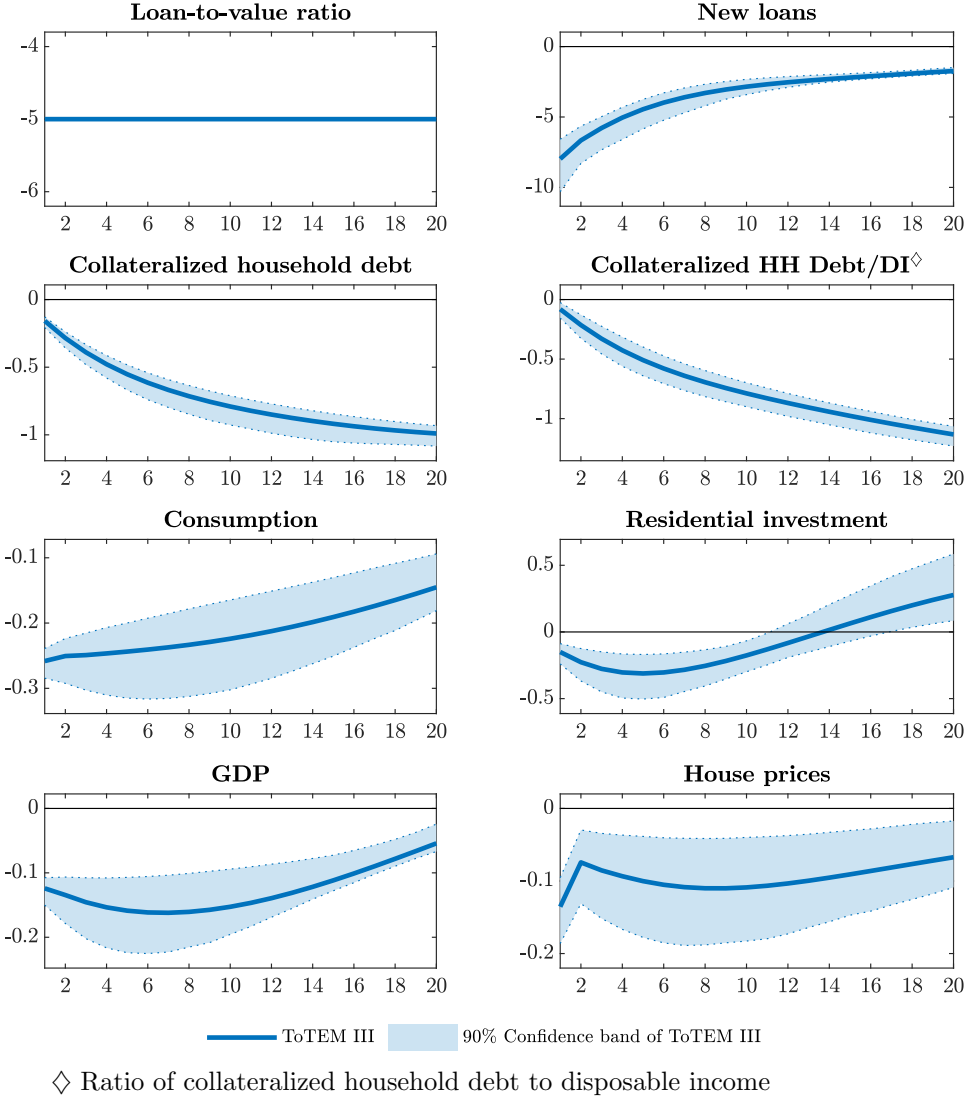 Loan-to-value ratio
-4
-5
-6
2 4 6 8 10 12 14 16 18 20
New loans
0
-5
-10
2 4 6 8 10 12 14 16 18 20
Collateralized household debt
0
-0.5
-1
2 4 6 8 10 12 14 16 18 20
Collateralized HH Debt/DI◊
0
-0.5
-1
2 4 6 8 10 12 14 16 18 20
Consumption
-0.1
-0.2
-0.3
2 4 6 8 10 12 14 16 18 20
Residential investment
0.5
0
-0.5
2 4 6 8 10 12 14 16 18 20
GDP
0
-0.1
-0.2
2 4 6 8 10 12 14 16 18 20
House prices
0
-0.1
-0.2
2 4 6 8 10 12 14 16 18 20
ToTEM III 90% Confidence band of ToTEM III
◊ Ratio of collateralized household debt to disposable income